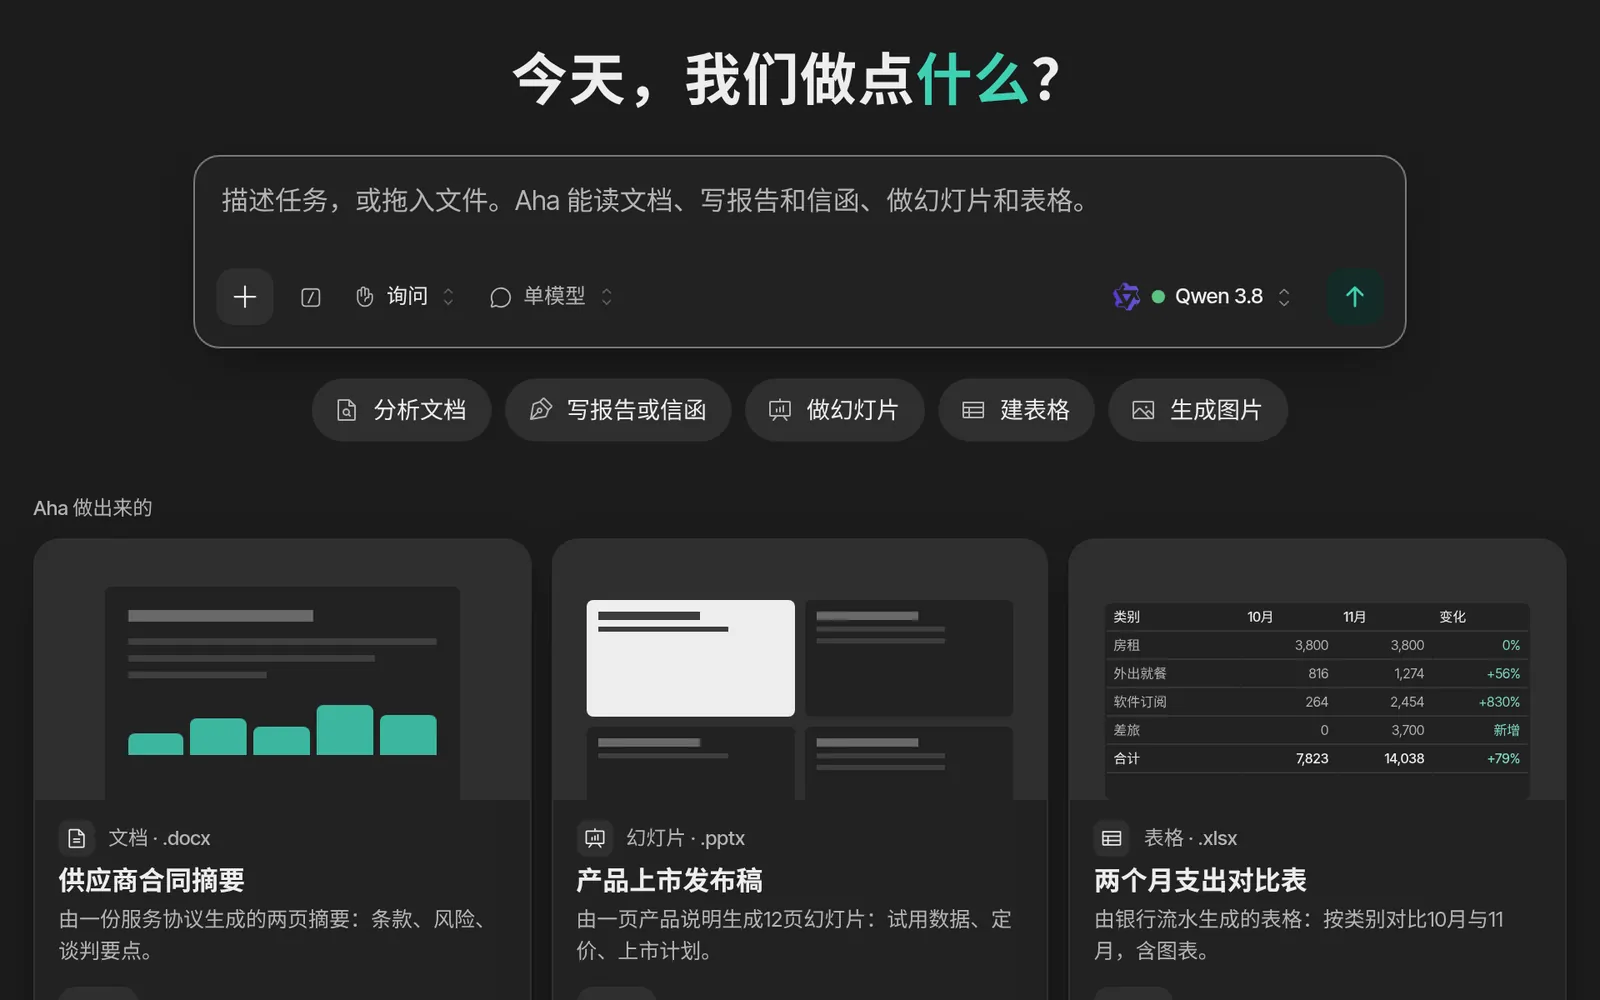 今天，我们做点什么？
描述任务，或拖入文件。Aha 能读文档、写报告和信函、做幻灯片和表格。
询问
单模型
Qwen 3.8
分析文档
写报告或信函
做幻灯片
建表格
生成图片
Aha 做出来的
文档 · .docx
供应商合同摘要
由一份服务协议生成的两页摘要：条款、风险、
谈判要点。
幻灯片 · .pptx
产品上市发布稿
由一页产品说明生成12页幻灯片：试用数据、定
价、上市计划。
类别 10月 11月 变化
房租 3,800 3,800 0%
外出就餐 816 1,274 +56%
软件订阅 264 2,454 +830%
差旅 0 3,700 新增
合计 7,823 14,038 +79%
表格 · .xlsx
两个月支出对比表
由银行流水生成的表格：按类别对比10月与11
月，含图表。